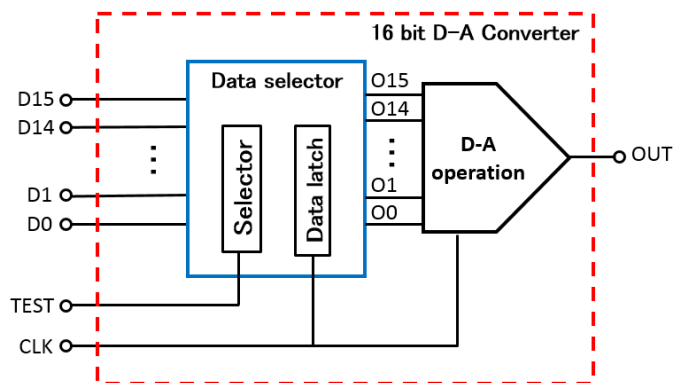 16 bit D-A Converter
Data selector
D15
D14
...
D1
D0
Selector
Data latch
O15
O14
...
O1
O0
D-A
operation
OUT
TEST
CLK